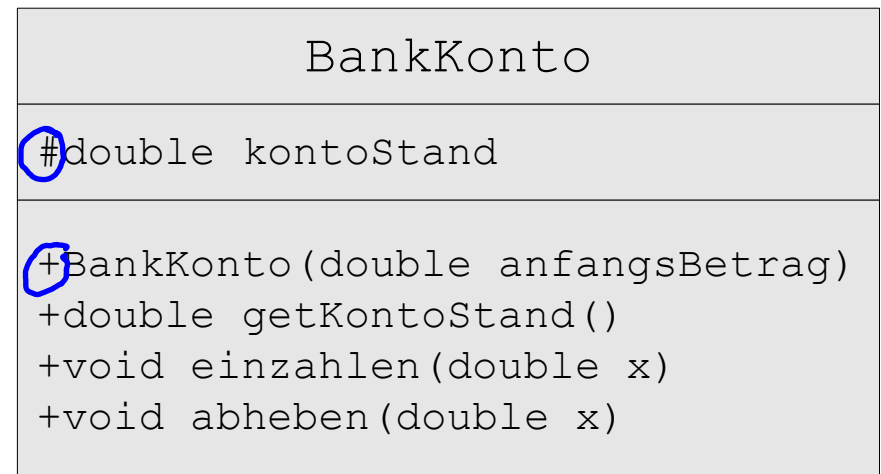 BankKonto
#double kontoStand
+BankKonto(double anfangsBetrag)
+double getKontoStand()
+void einzahlen(double x)
+void abheben(double x)